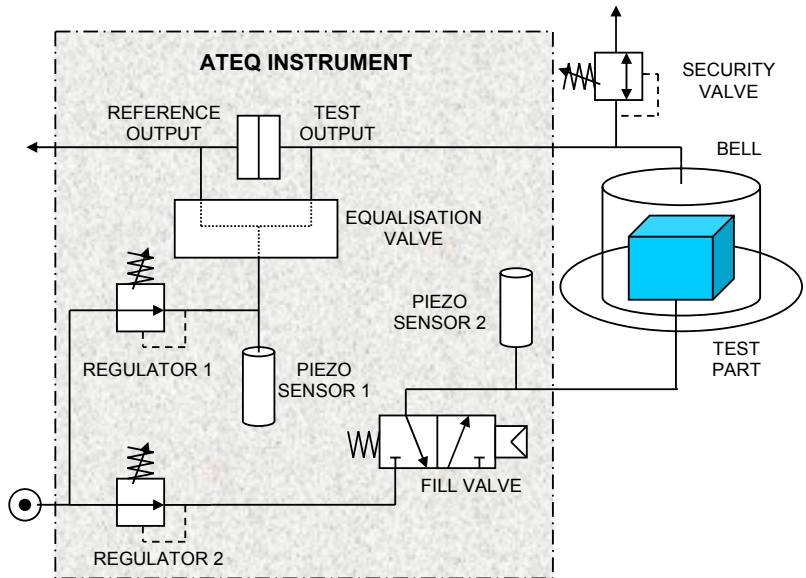 ATEQ INSTRUMENT
SECURITY
VALVE
REFERENCE
OUTPUT
TEST
OUTPUT
BELL
EQUALISATION
VALVE
PIEZO
SENSOR 2
REGULATOR 1
PIEZO
SENSOR 1
TEST
PART
FILL VALVE
REGULATOR 2